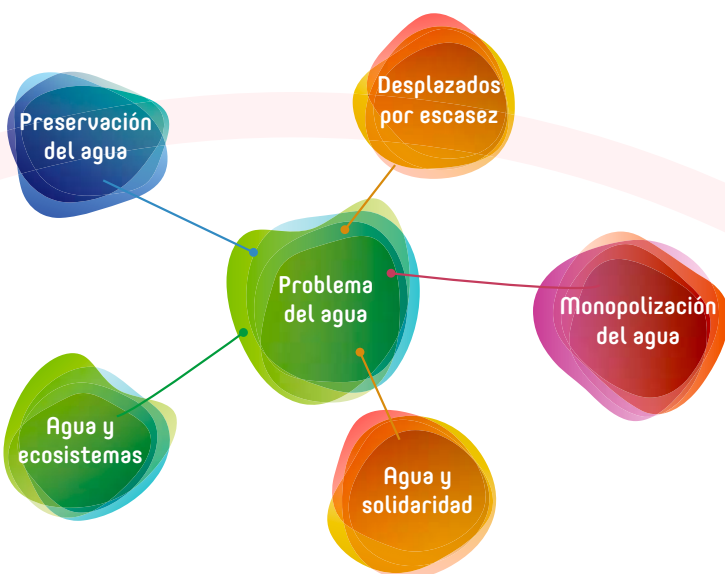 Desplazados
por escasez
Preservación
del agua
Problema
del agua
Monopolización
del agua
Agua y
ecosistemas
Agua y
solidaridad